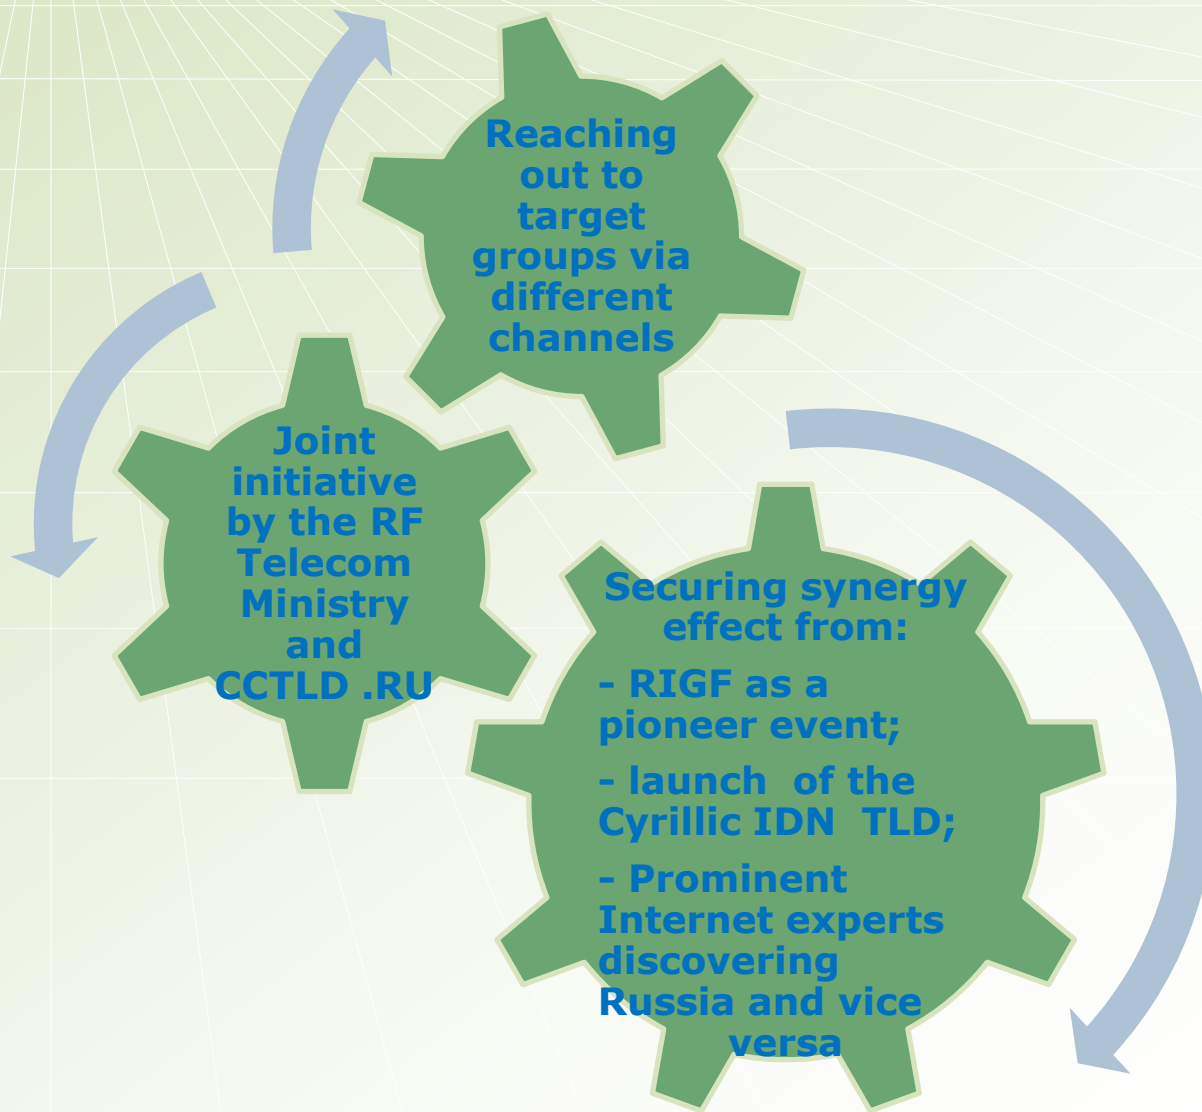 Reaching
out to
target
groups via
different
channels
Joint
initiative
by the RF
Telecom
Ministry
and
CCTLD .RU
Securing synergy
effect from:
– RIGF as a
pioneer event;
– launch  of the
Cyrillic IDN  TLD;
– Prominent
Internet experts
discovering
Russia and vice
versa